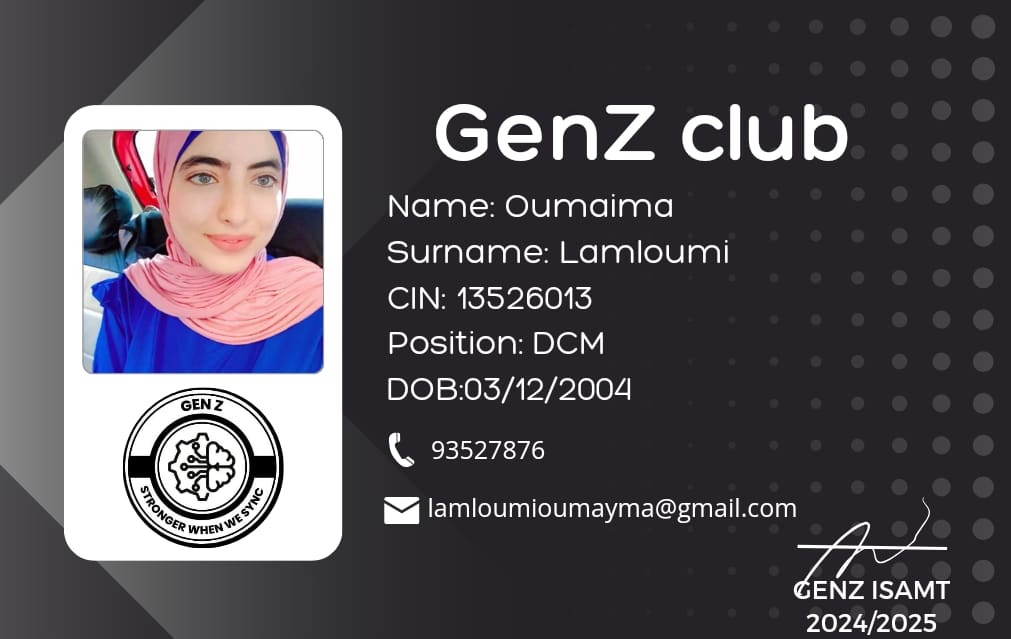 GenZ club
Name: Oumaima
Surname: Lamloumi
CIN: 13526013
Position: DCM
DOB:03/12/2004
93527876
lamloumioumayma@gmail.com
GEN Z
STRONGER WHEN WE SYNC
GENZ ISAMT
2024/2025